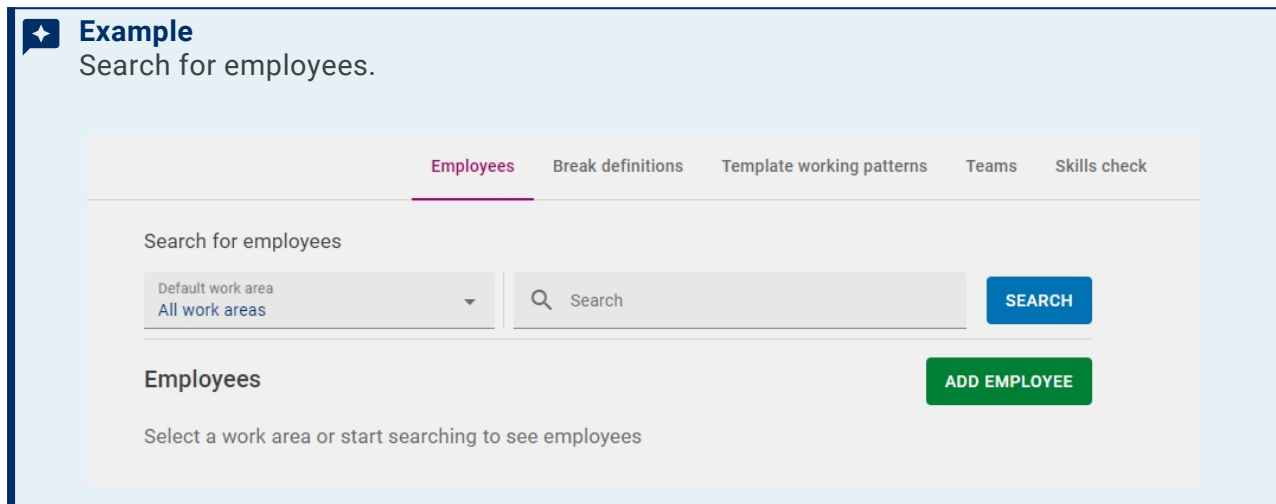 Example
Search for employees.
Employees Break definitions Template working patterns Teams Skills check
Search for employees
Default work area
All work areas
Search
SEARCH
Employees
ADD EMPLOYEE
Select a work area or start searching to see employees